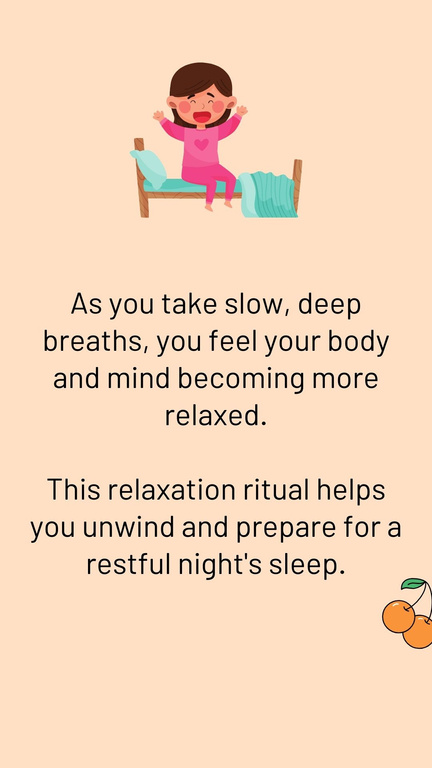 As you take slow, deep
breaths, you feel your body
and mind becoming more
relaxed.
This relaxation ritual helps
you unwind and prepare for a
restful night's sleep.